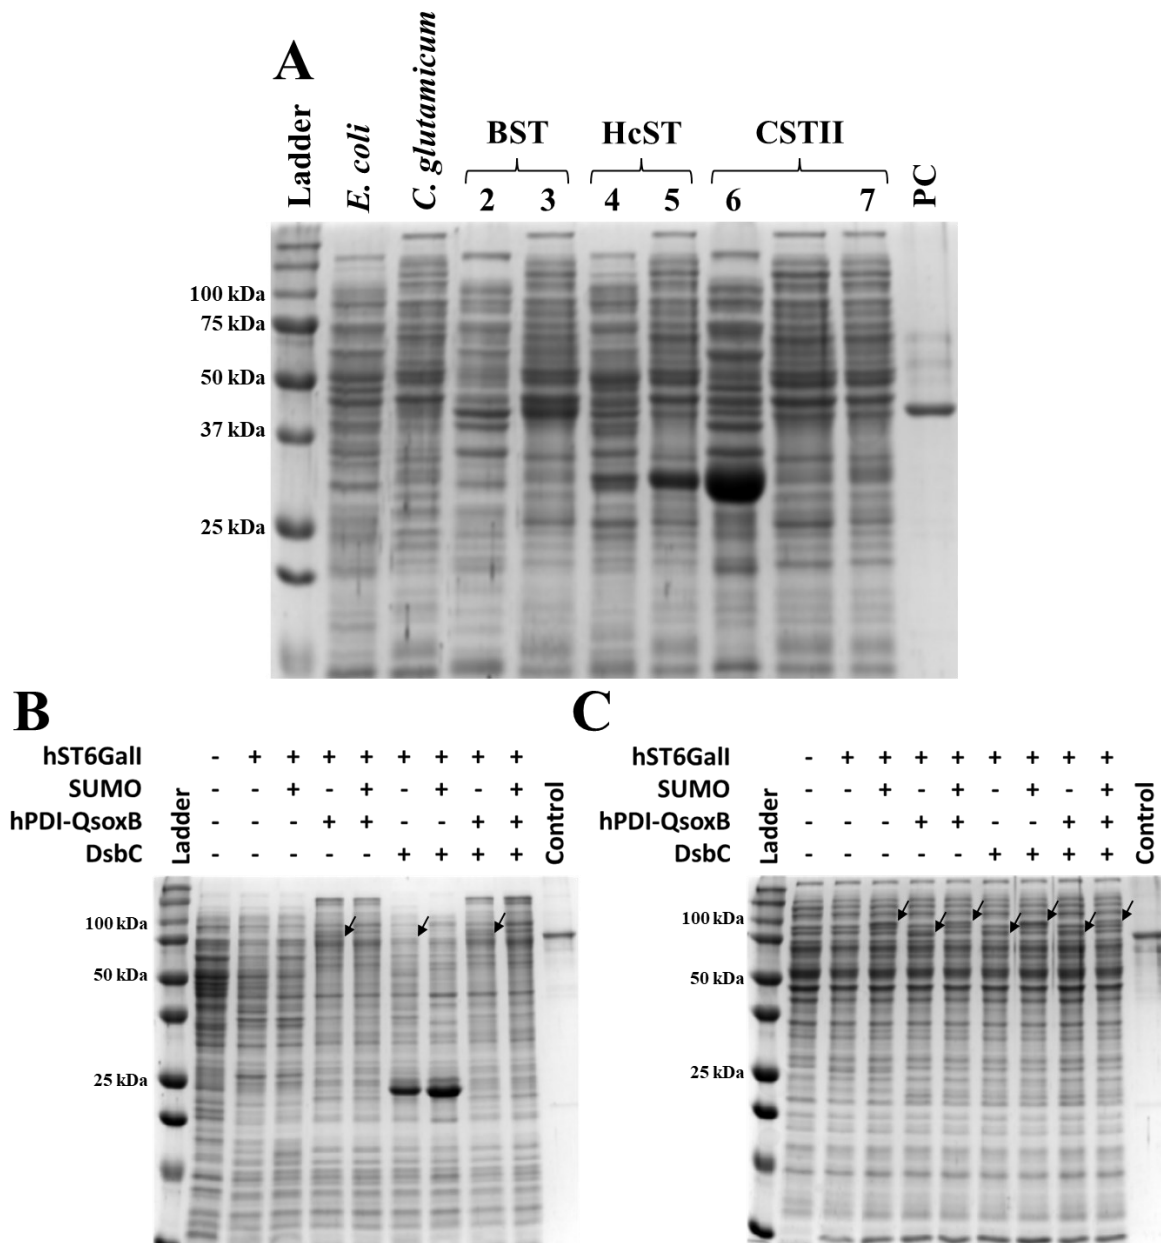 A
Ladder
E. coli
C. glutamicum
BST
HcST
CSTII
2 3 4 5 6 7
PC
100 kDa
75 kDa
50 kDa
37 kDa
25 kDa
B
hST6GalI - + + + + + + + +
SUMO - - + - + - + - +
hPDI-QsoxB - - - + + - - + +
DsbC - - - - - + + + +
Ladder
Control
100 kDa
50 kDa
25 kDa
C
hST6GalI - + + + + + + + +
SUMO - - + - + - + - +
hPDI-QsoxB - - - + + - - + +
DsbC - - - - - + + + +
Ladder
Control
100 kDa
50 kDa
25 kDa